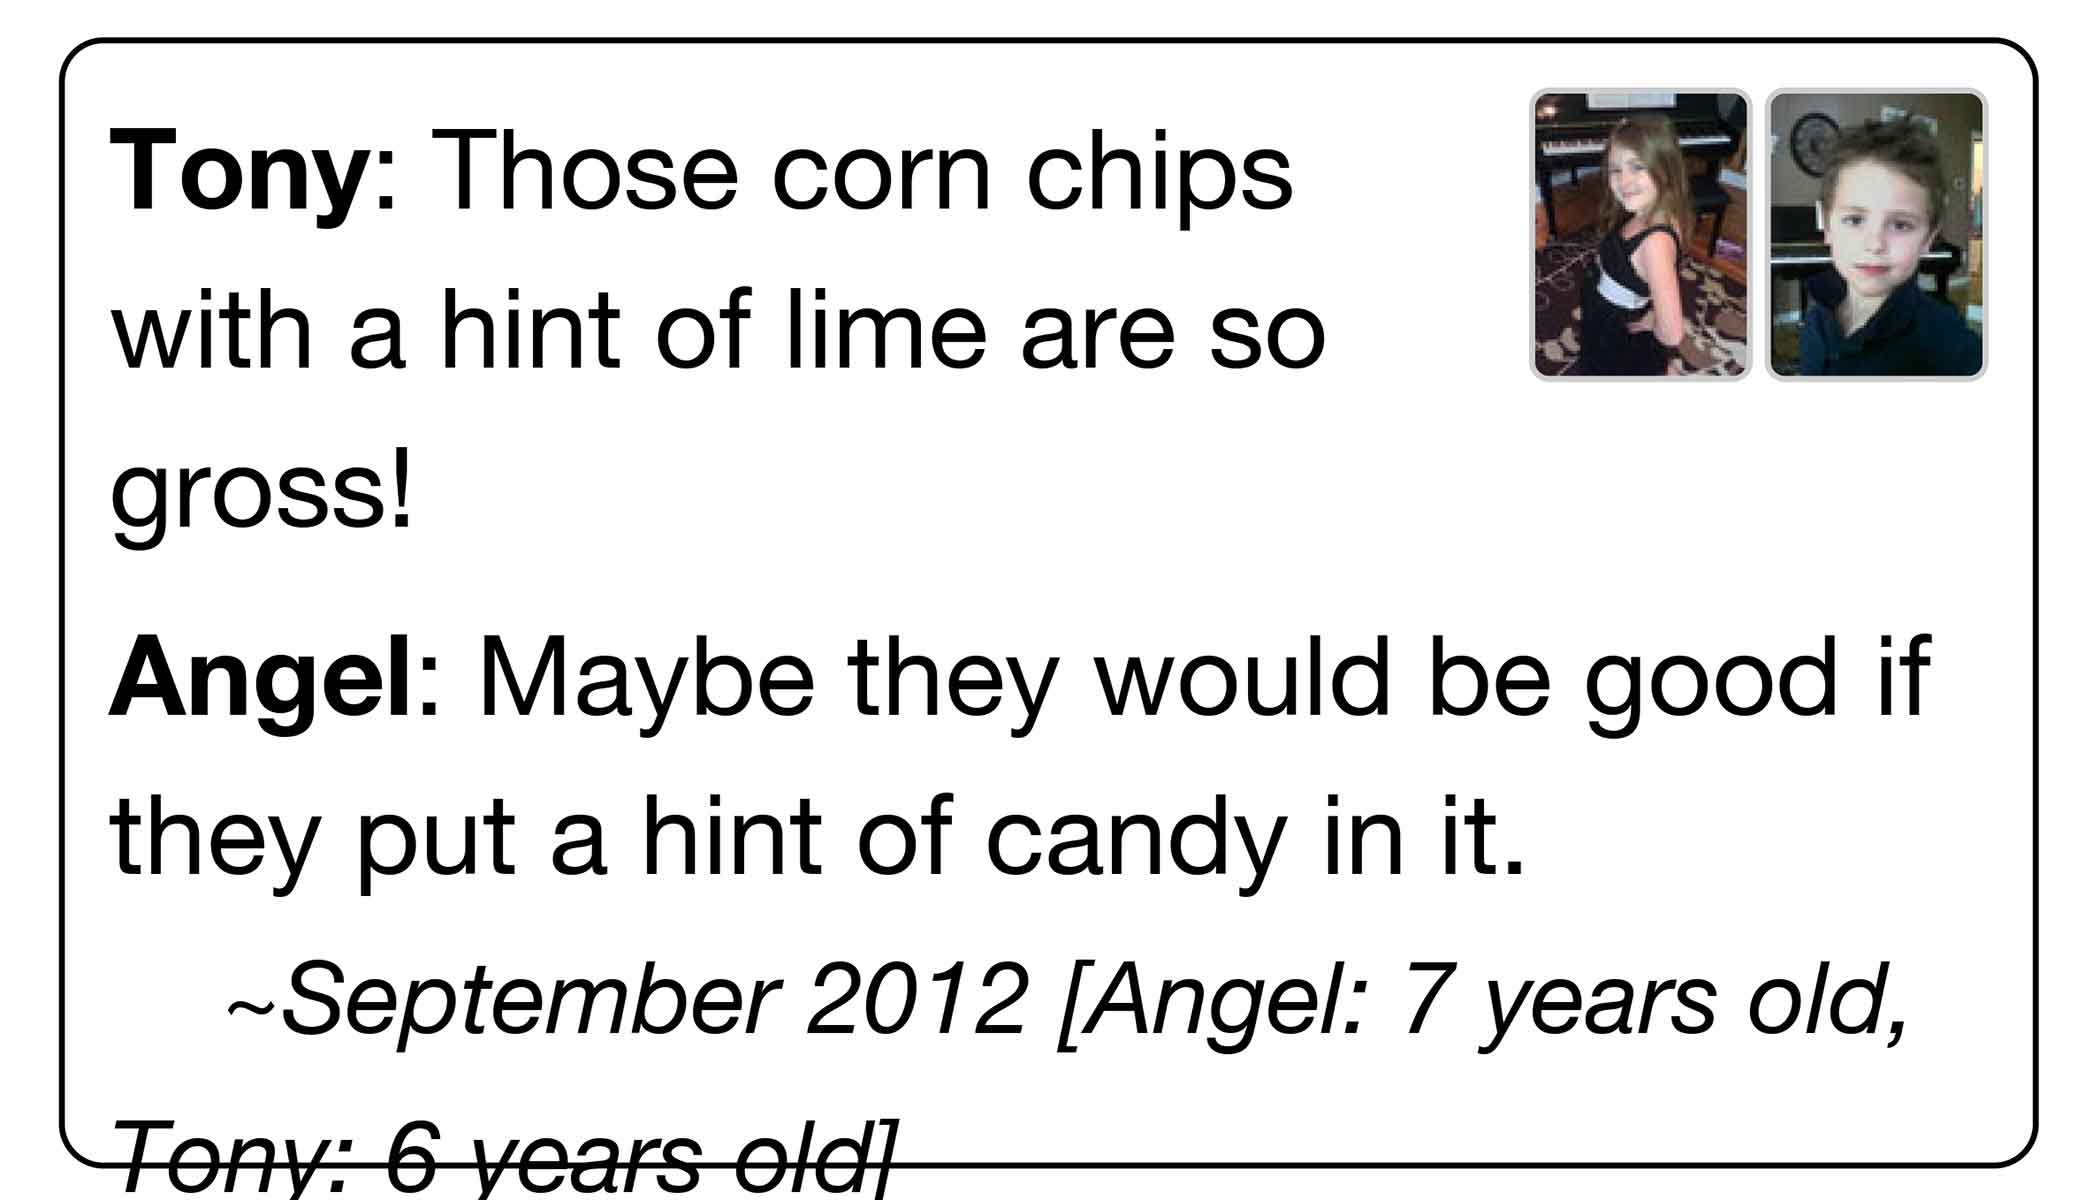 Tony: Those corn chips
with a hint of lime are so
gross!
Angel: Maybe they would be good if
they put a hint of candy in it.
~September 2012 [Angel: 7 years old,
Tony: 6 years old]